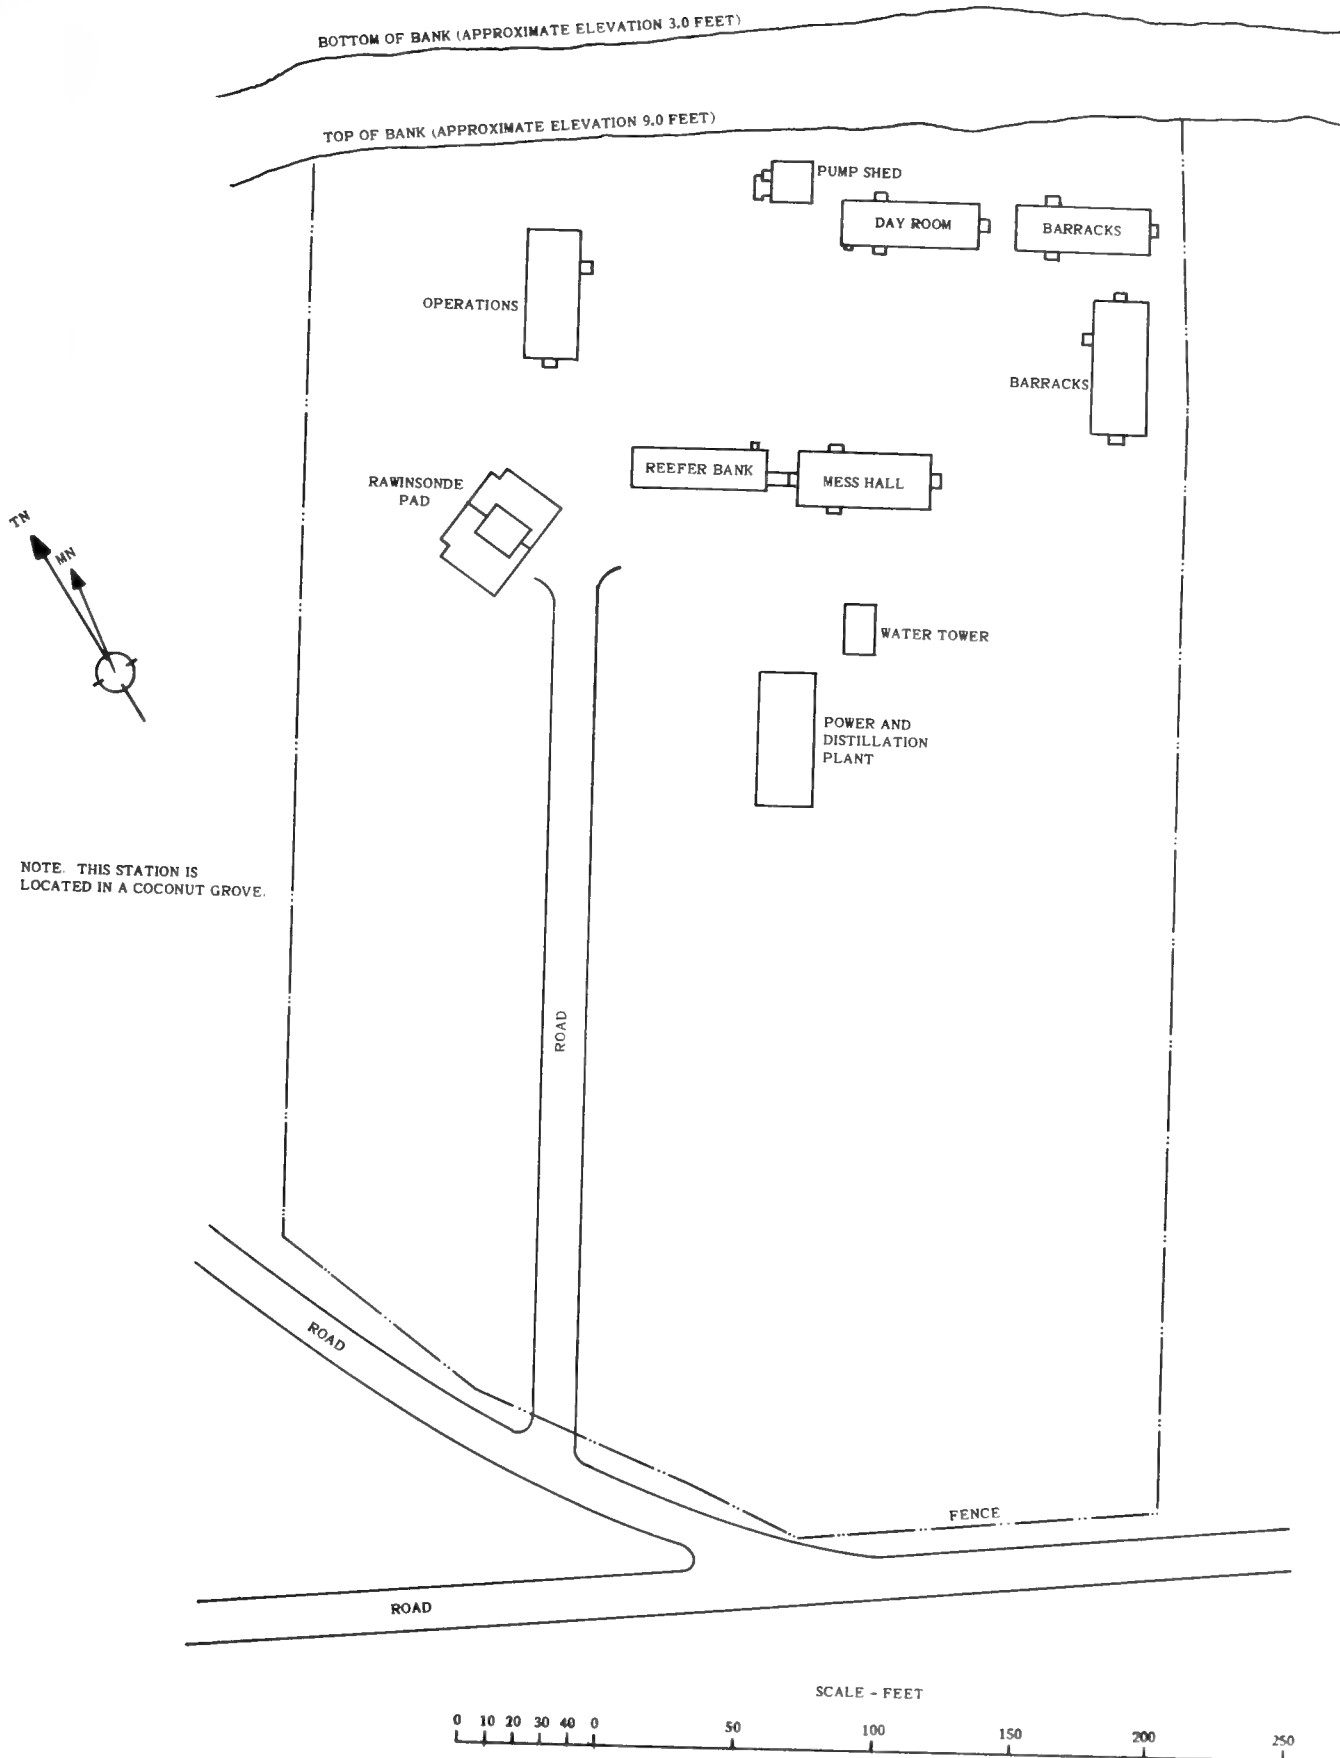 BOTTOM OF BANK (APPROXIMATE ELEVATION 3.0 FEET)
TOP OF BANK (APPROXIMATE ELEVATION 9.0 FEET)
PUMP SHED
DAY ROOM
BARRACKS
OPERATIONS
BARRACKS
REEFER BANK
MESS HALL
RAWINSONDE
PAD
TN
MN
WATER TOWER
POWER AND
DISTILLATION
PLANT
NOTE. THIS STATION IS
LOCATED IN A COCONUT GROVE.
ROAD
ROAD
FENCE
ROAD
SCALE - FEET
0 10 20 30 40 0 50 100 150 200 250